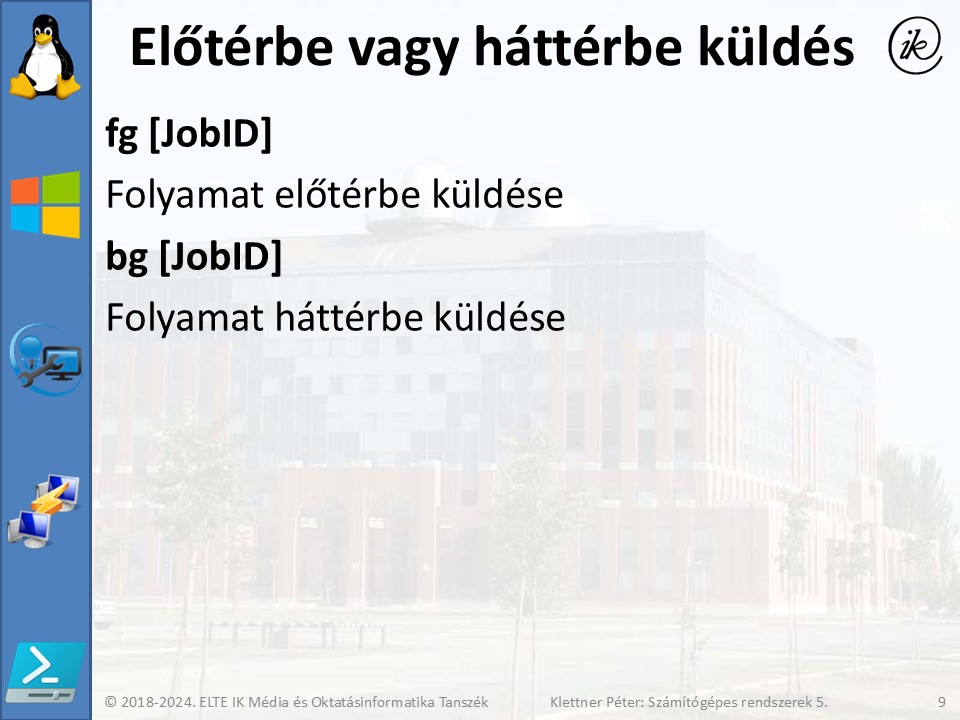 Előtérbe vagy háttérbe küldés
fg [JobID]
Folyamat előtérbe küldése
bg [JobID]
Folyamat háttérbe küldése
© 2018-2024. ELTE IK Média és Oktatásinformatika Tanszék Klettner Péter: Számítógépes rendszerek 5. 9
ik